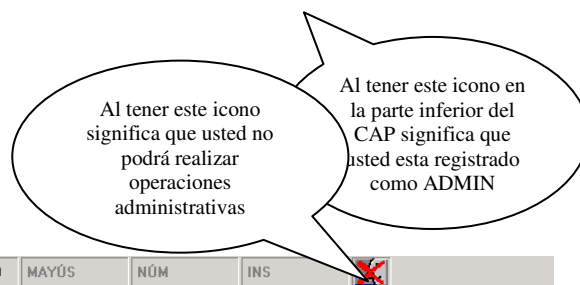 Al tener este icono en
la parte inferior del
CAP significa que
usted esta registrado
como ADMIN
Al tener este icono
significa que usted no
podrá realizar
operaciones
administrativas
MAYÚS NÚM INS